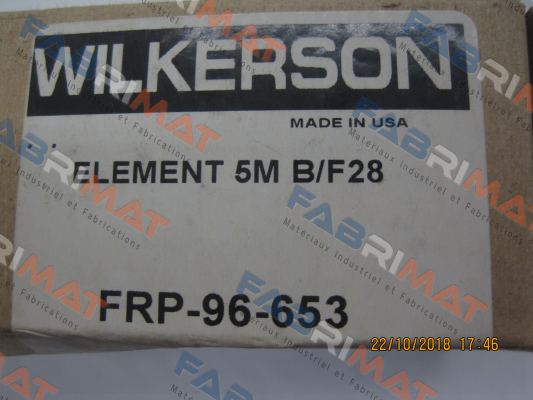 WILKERSON
MADE IN USA
ELEMENT 5M B/F28
FRP-96-653
22/10/2018 17:46
FABRIMAT
Matériaux Industriel et Fabrications